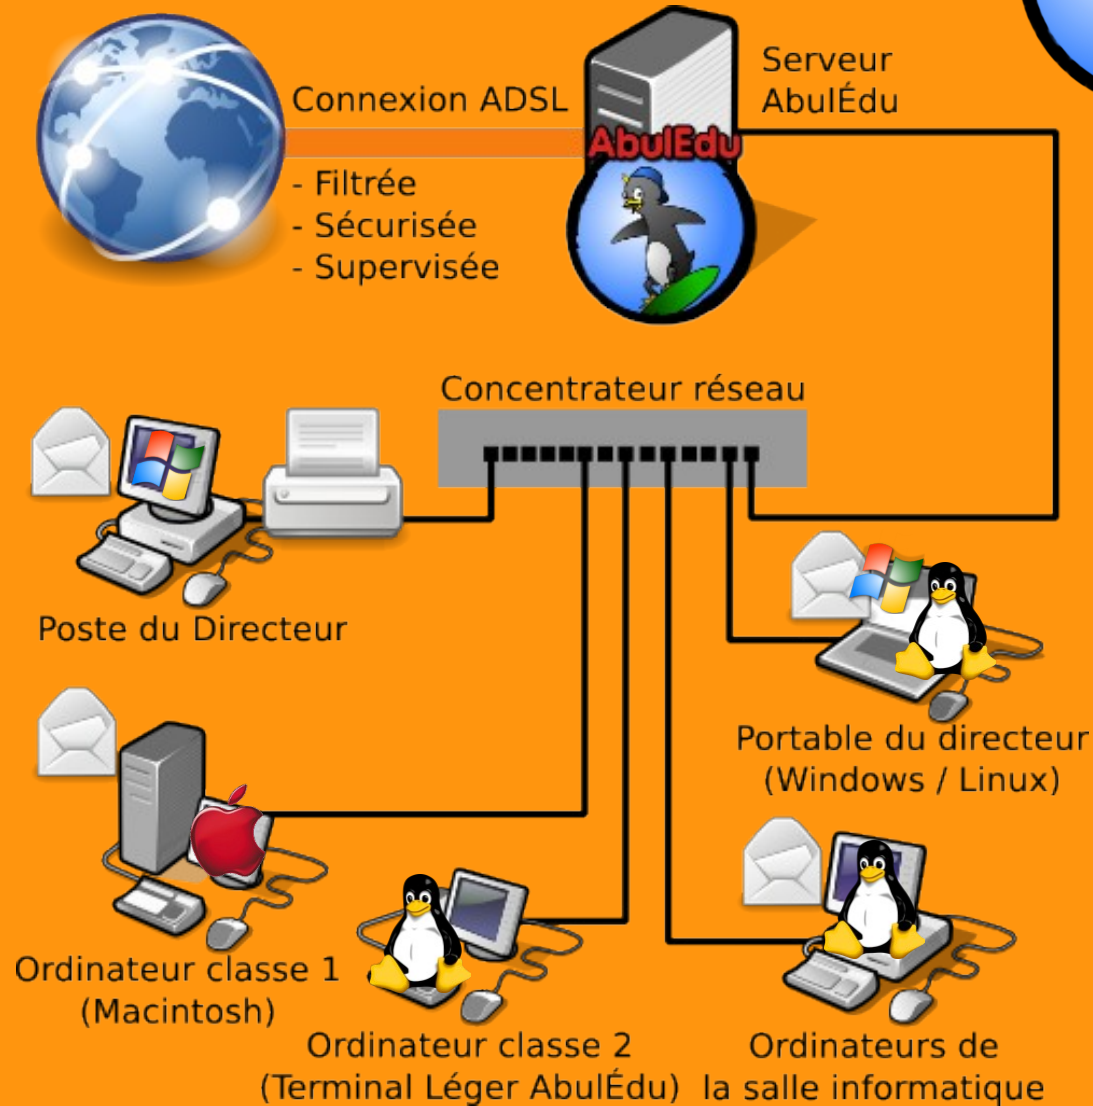 Connexion ADSL
- Filtrée
- Sécurisée
- Supervisée
Serveur
AbulÉdu
AbulEdu
Concentrateur réseau
Poste du Directeur
Portable du directeur
(Windows / Linux)
Ordinateur classe 1
(Macintosh)
Ordinateur classe 2
(Terminal Léger AbulÉdu)
Ordinateurs de
la salle informatique